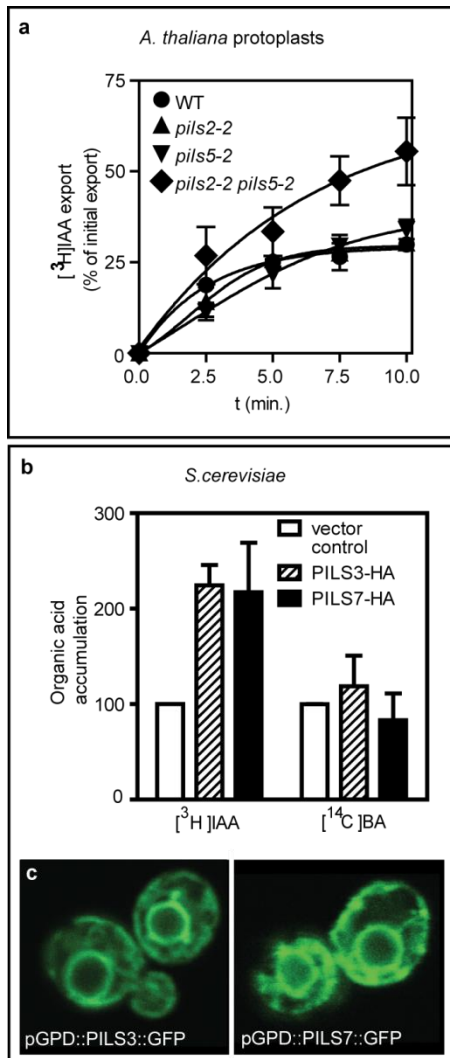 a
A. thaliana protoplasts
[³H]IAA export
(% of initial export)
75
50
25
0
WT
pils2-2
pils5-2
pils2-2 pils5-2
0.0 2.5 5.0 7.5 10.0
t (min.)
b
S.cerevisiae
Organic acid
accumulation
300
200
100
0
vector
control
PILS3-HA
PILS7-HA
[³H]IAA [¹⁴C]BA
c
pGPD::PILS3::GFP pGPD::PILS7::GFP